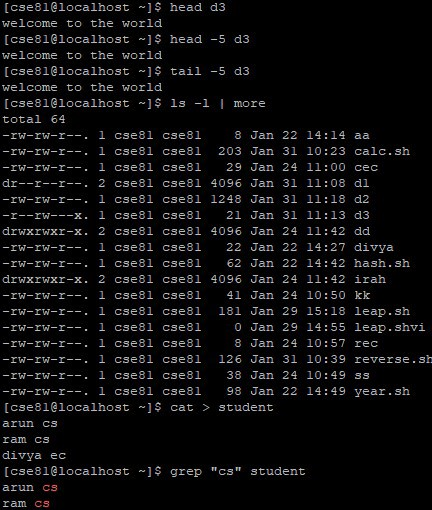 [cse81@localhost ~]$ head d3
welcome to the world
[cse81@localhost ~]$ head -5 d3
welcome to the world
[cse81@localhost ~]$ tail -5 d3
welcome to the world
[cse81@localhost ~]$ ls -l | more
total 64
-rw-rw-r--. 1 cse81 cse81    8 Jan 22 14:14 aa
-rw-rw-r--. 1 cse81 cse81  203 Jan 31 10:23 calc.sh
-rw-rw-r--. 1 cse81 cse81   29 Jan 24 11:00 cec
dr--r--r--. 2 cse81 cse81 4096 Jan 31 11:08 d1
-rw-rw-r--. 1 cse81 cse81 1248 Jan 31 11:18 d2
-r--rw---x. 1 cse81 cse81   21 Jan 31 11:13 d3
drwxrwxr-x. 2 cse81 cse81 4096 Jan 24 11:42 dd
-rw-rw-r--. 1 cse81 cse81   22 Jan 22 14:27 divya
-rw-rw-r--. 1 cse81 cse81   62 Jan 22 14:42 hash.sh
drwxrwxr-x. 2 cse81 cse81 4096 Jan 24 11:42 irah
-rw-rw-r--. 1 cse81 cse81   41 Jan 24 10:50 kk
-rw-rw-r--. 1 cse81 cse81  181 Jan 29 15:18 leap.sh
-rw-rw-r--. 1 cse81 cse81    0 Jan 29 14:55 leap.shvi
-rw-rw-r--. 1 cse81 cse81    8 Jan 24 10:57 rec
-rw-rw-r--. 1 cse81 cse81  126 Jan 31 10:39 reverse.sh
-rw-rw-r--. 1 cse81 cse81   38 Jan 24 10:49 ss
-rw-rw-r--. 1 cse81 cse81   98 Jan 22 14:49 year.sh
[cse81@localhost ~]$ cat > student
arun cs
ram cs
divya ec
[cse81@localhost ~]$ grep "cs" student
arun cs
ram cs